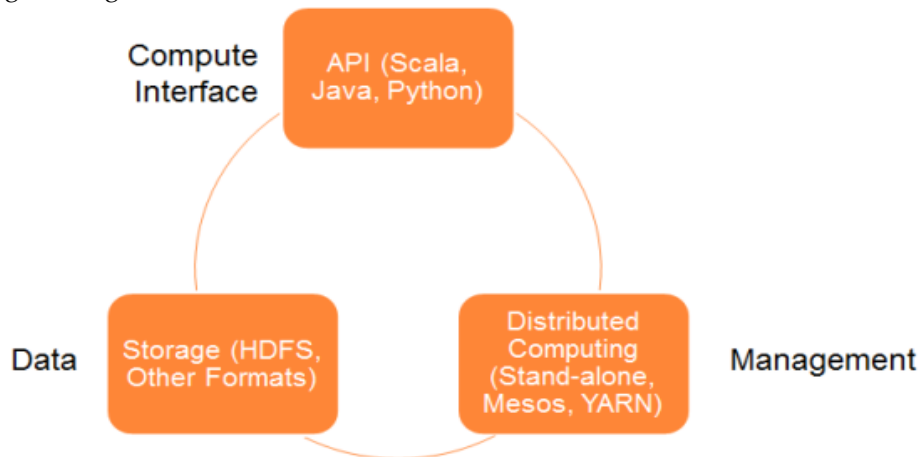 Compute
Interface
API (Scala,
Java, Python)
Data
Storage (HDFS,
Other Formats)
Distributed
Computing
(Stand-alone,
Mesos, YARN)
Management